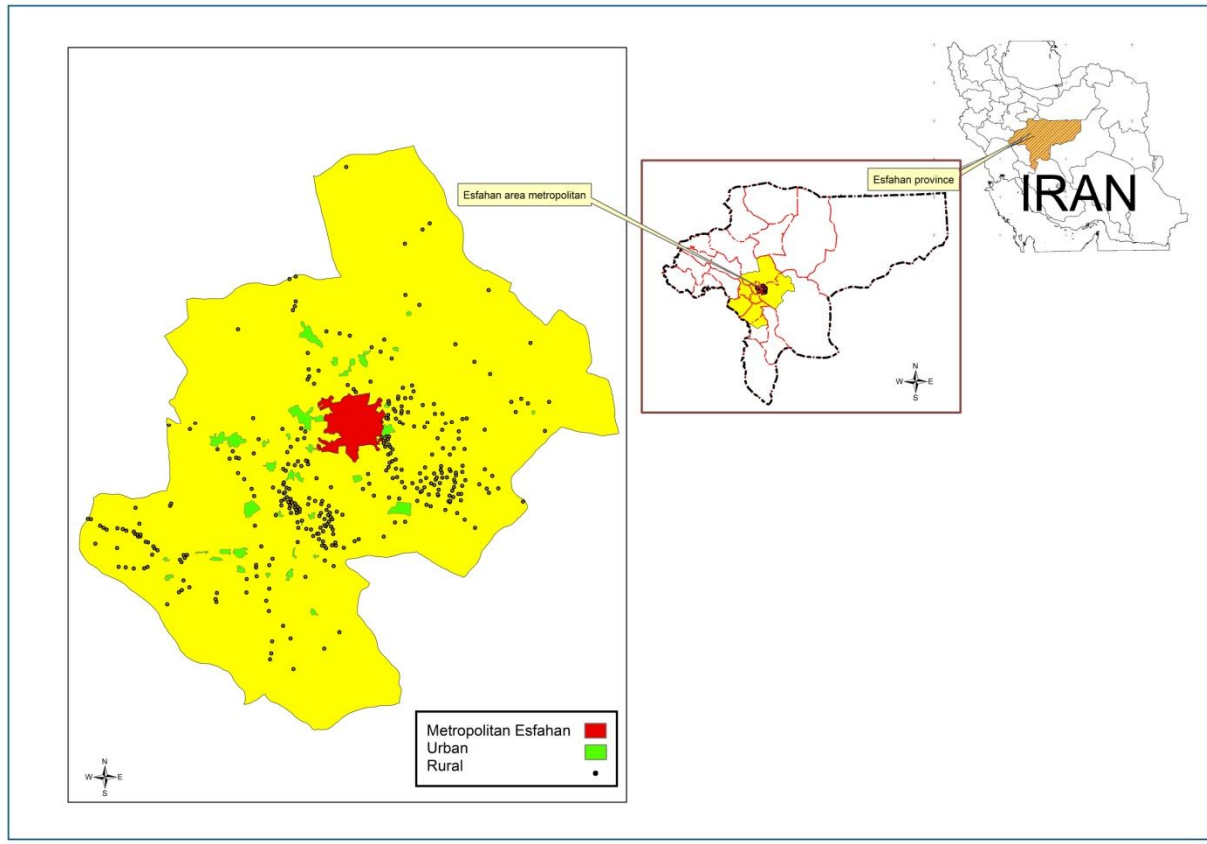 Esfahan province
IRAN
Esfahan area metropolitan
N
W E
S
Metropolitan Esfahan
Urban
Rural
N
W E
S